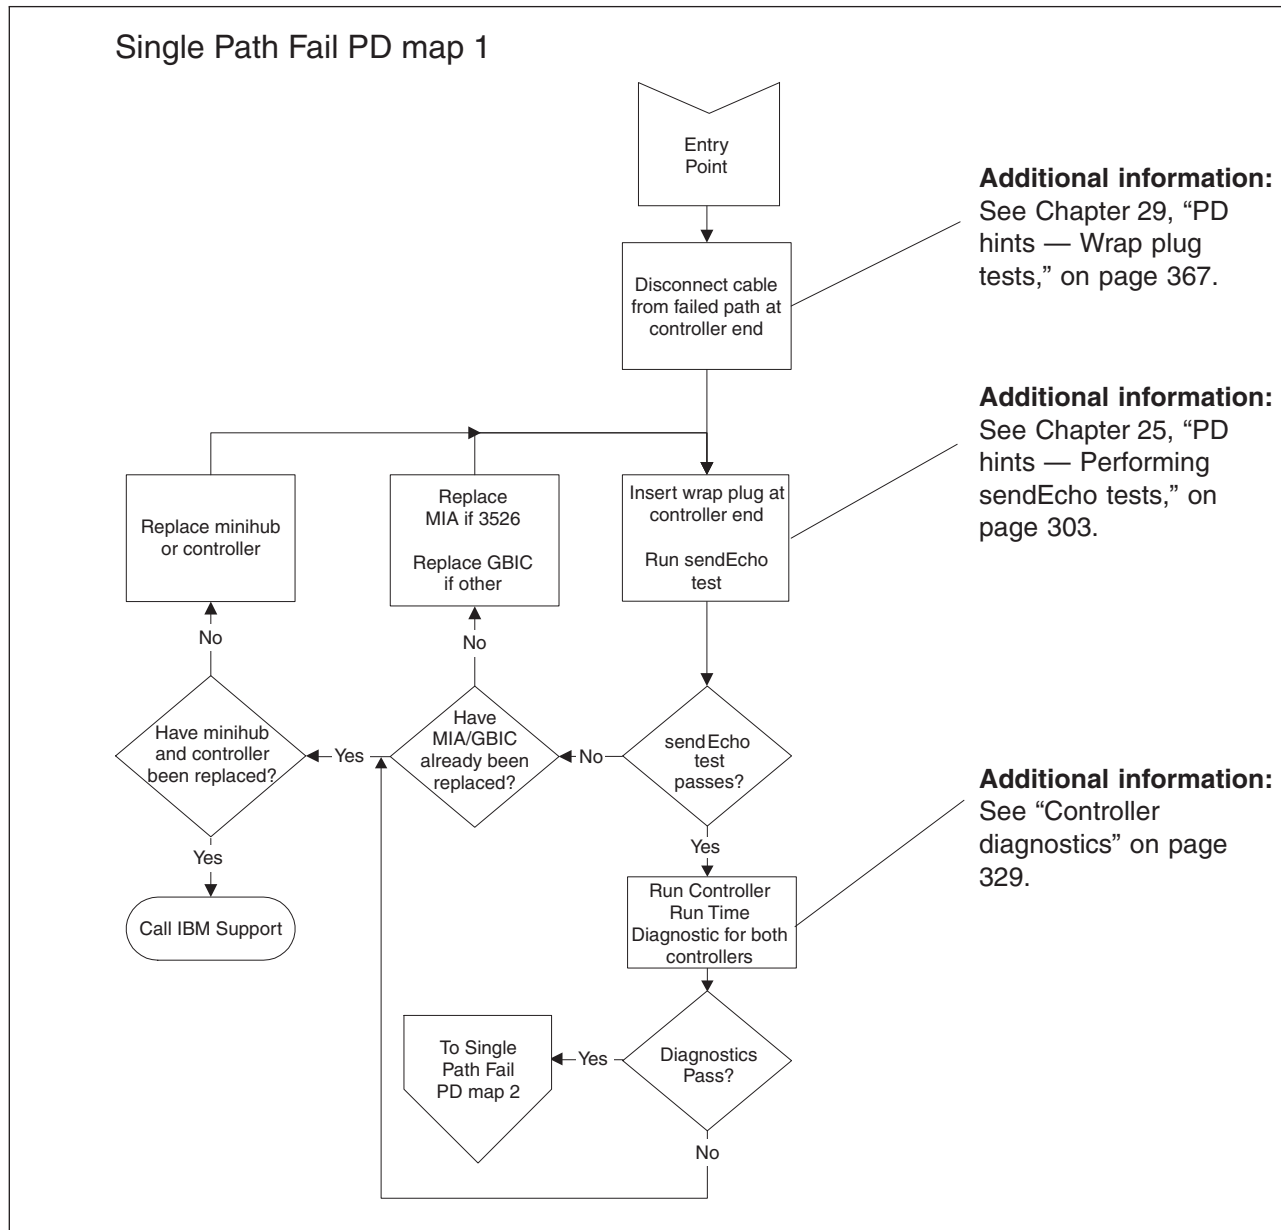 Single Path Fail PD map 1
Entry
Point
Additional information:
See Chapter 29, “PD
hints — Wrap plug
tests,” on page 367.
Disconnect cable
from failed path at
controller end
Additional information:
See Chapter 25, “PD
hints — Performing
sendEcho tests,” on
page 303.
Replace minihub
or controller
Replace
MIA if 3526
Replace GBIC
if other
Insert wrap plug at
controller end
Run sendEcho
test
No
No
Have minihub
and controller
been replaced?
Yes
Have
MIA/GBIC
already been
replaced?
No
sendEcho
test
passes?
Additional information:
See “Controller
diagnostics” on page
329.
Yes
Yes
Call IBM Support
Run Controller
Run Time
Diagnostic for both
controllers
To Single
Path Fail
PD map 2
Yes
Diagnostics
Pass?
No